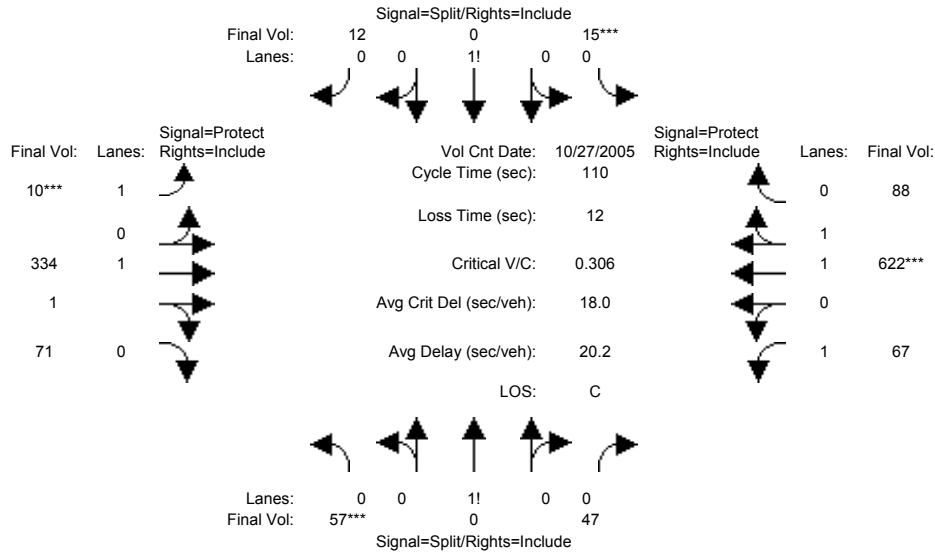 Signal=Split/Rights=Include
Final Vol: 12 0 15***
Lanes: 0 0 1! 0 0
Signal=Protect Signal=Protect
Final Vol: Lanes: Rights=Include Vol Cnt Date: 10/27/2005 Rights=Include Lanes: Final Vol:
Cycle Time (sec): 110
10*** 1 0 88
Loss Time (sec): 12
0 1
334 1 Critical V/C: 0.306 1 622***
1 0 Avg Crit Del (sec/veh): 18.0 0
71 0 Avg Delay (sec/veh): 20.2 1 67
LOS: C
Lanes: 0 0 1! 0 0
Final Vol: 57*** 0 47
Signal=Split/Rights=Include